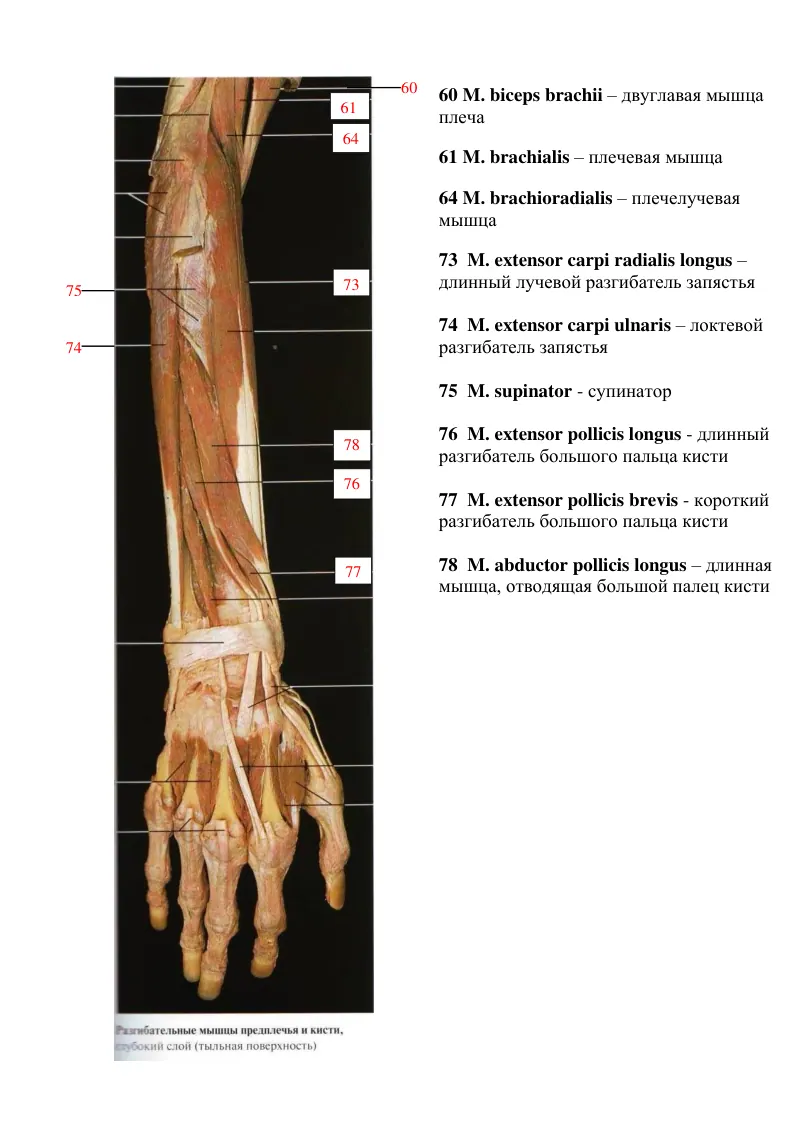 60
61
64
75
73
74
78
76
77
60 M. biceps brachii – двуглавая мышца
плеча
61 M. brachialis – плечевая мышца
64 M. brachioradialis – плечелучевая
мышца
73  M. extensor carpi radialis longus –
длинный лучевой разгибатель запястья
74  M. extensor carpi ulnaris – локтевой
разгибатель запястья
75  M. supinator - супинатор
76  M. extensor pollicis longus - длинный
разгибатель большого пальца кисти
77  M. extensor pollicis brevis - короткий
разгибатель большого пальца кисти
78  M. abductor pollicis longus – длинная
мышца, отводящая большой палец кисти
Разгибательные мышцы предплечья и кисти,
глубокий слой (тыльная поверхность)